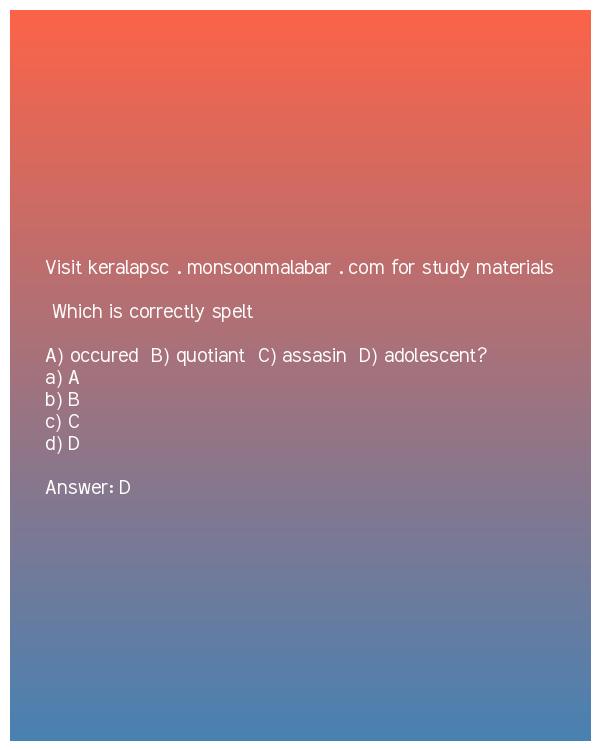 Visit keralapsc . monsoonmalabar . com for study materials
Which is correctly spelt
A) occured B) quotiant C) assasin D) adolescent?
a) A
b) B
c) C
d) D
Answer: D